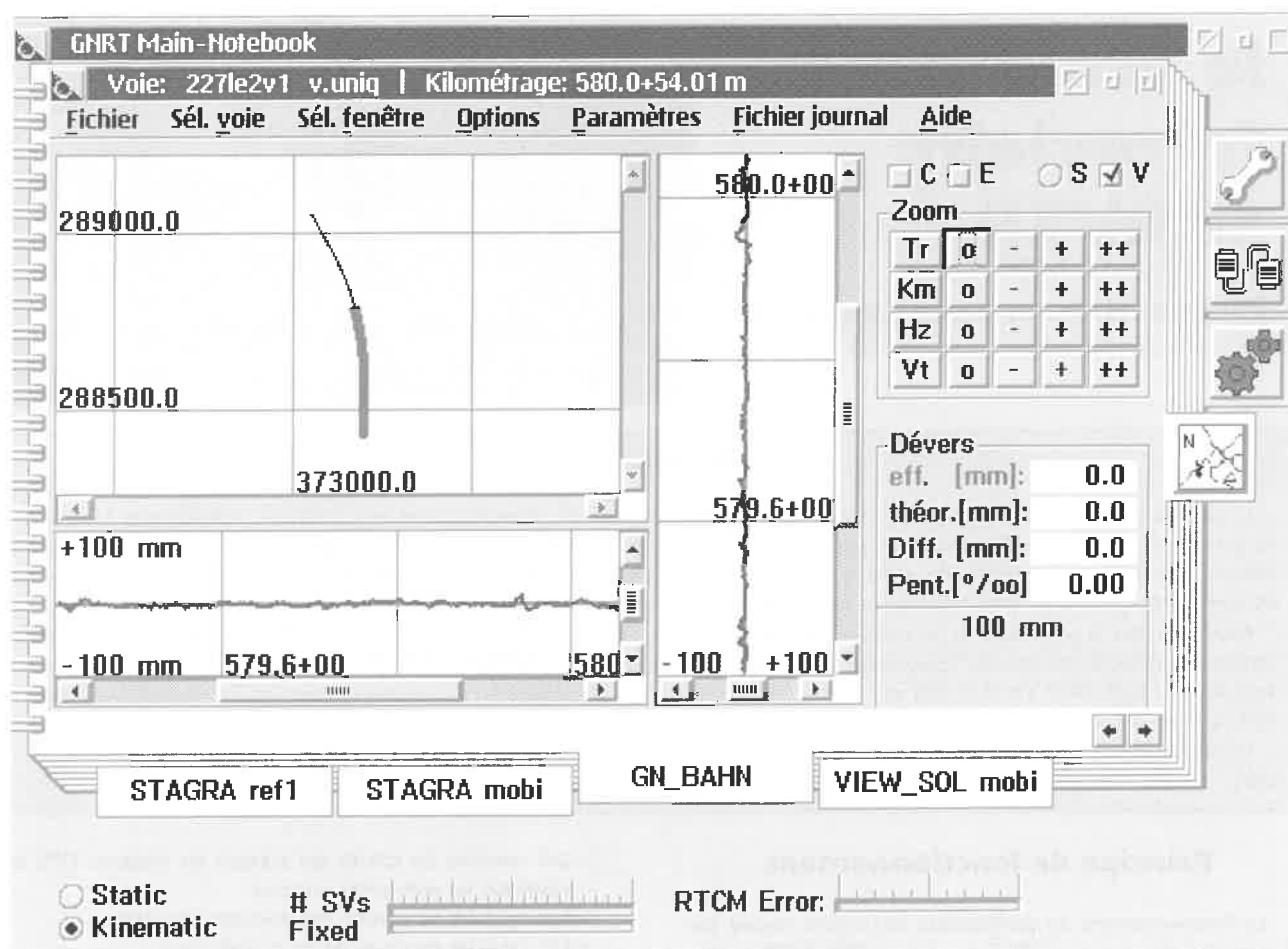 GNRT Main-Notebook
Voie: 227le2v1 v.uniq | Kilométrage: 580.0+54.01 m
Fichier Sél. voie Sél. fenêtre Options Paramètres Fichier journal Aide
289000.0
288500.0
373000.0
+100 mm
-100 mm 579.6+00 580
580.0+00
579.6+00
-100 +100
C E S V
Zoom
Tr o - + ++
Km o - + ++
Hz o - + ++
Vt o - + ++
Dévers
eff. [mm]: 0.0
théor.[mm]: 0.0
Diff. [mm]: 0.0
Pent.[°/oo] 0.00
100 mm
N
STAGRA ref1 STAGRA mobi GN_BAHN VIEW_SOL mobi
Static
Kinematic
# SVs
Fixed
RTCM Error: